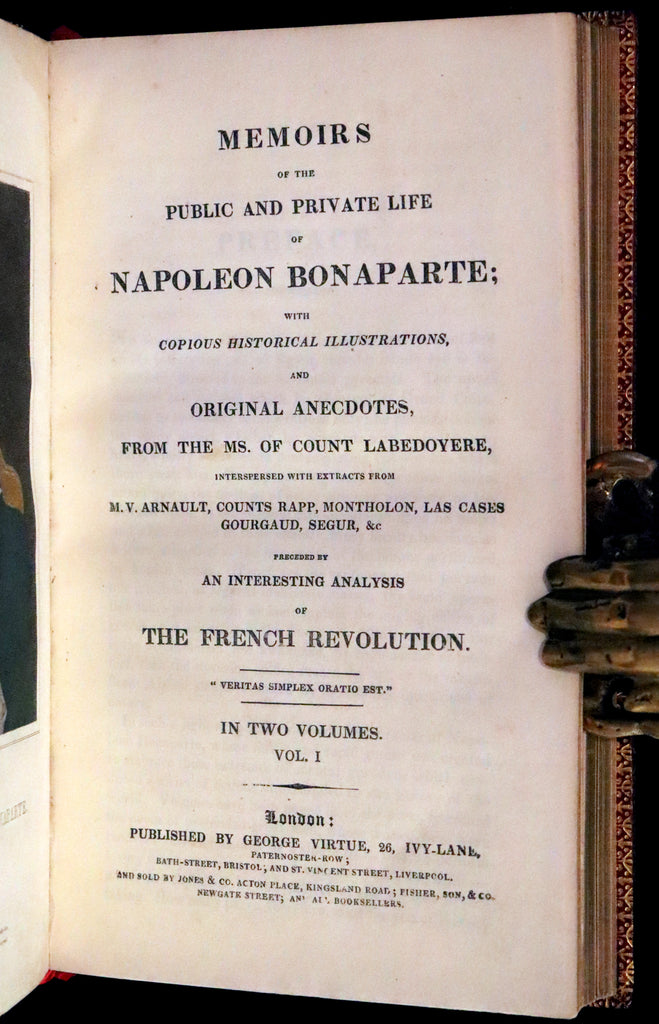 MEMOIRS
OF THE
PUBLIC AND PRIVATE LIFE
OF
NAPOLEON BONAPARTE;
WITH
COPIOUS HISTORICAL ILLUSTRATIONS,
AND
ORIGINAL ANECDOTES,
FROM THE MS. OF COUNT LABEDOYERE,
INTERSPERSED WITH EXTRACTS FROM
M.V. ARNAULT, COUNTS RAPP, MONTHOLON, LAS CASES
GOURGAUD, SEGUR, &c
PRECEDED BY
AN INTERESTING ANALYSIS
OF
THE FRENCH REVOLUTION.
“ VERITAS SIMPLEX ORATIO EST.”
IN TWO VOLUMES.
VOL. I
London:
PUBLISHED BY GEORGE VIRTUE, 26, IVY-LANE,
PATERNOSTER-ROW;
BATH-STREET, BRISTOL; AND ST. VINCENT STREET, LIVERPOOL.
AND SOLD BY JONES & CO. ACTON PLACE, KINGSLAND ROAD; FISHER, SON, & CO.
NEWGATE STREET; AN' AL'. BOOKSELLERS.